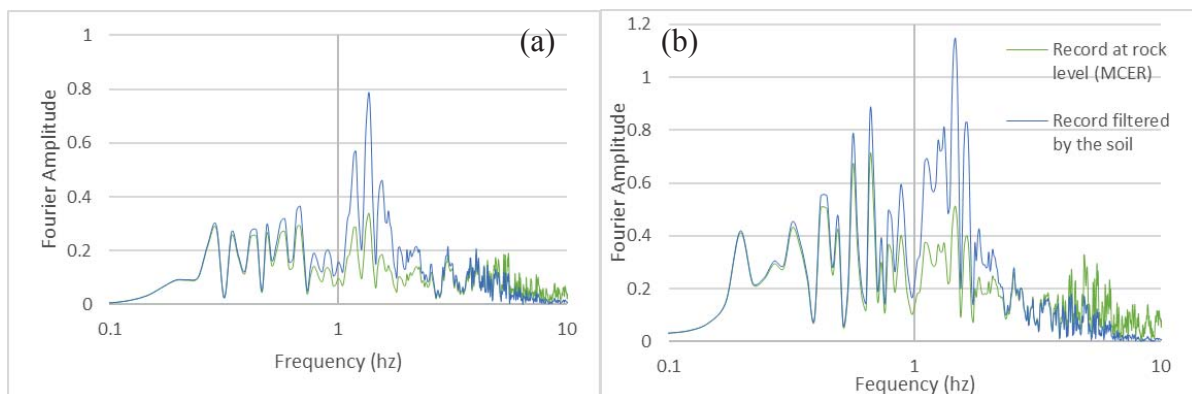 (a)
1
0.8
0.6
0.4
0.2
0
Fourier Amplitude
0.1
1
10
Frequency (hz)
(b)
1.2
1
0.8
0.6
0.4
0.2
0
Fourier Amplitude
0.1
1
10
Fequency (hz)
Record at rock
level (MCER)
Record filtered
by the soil